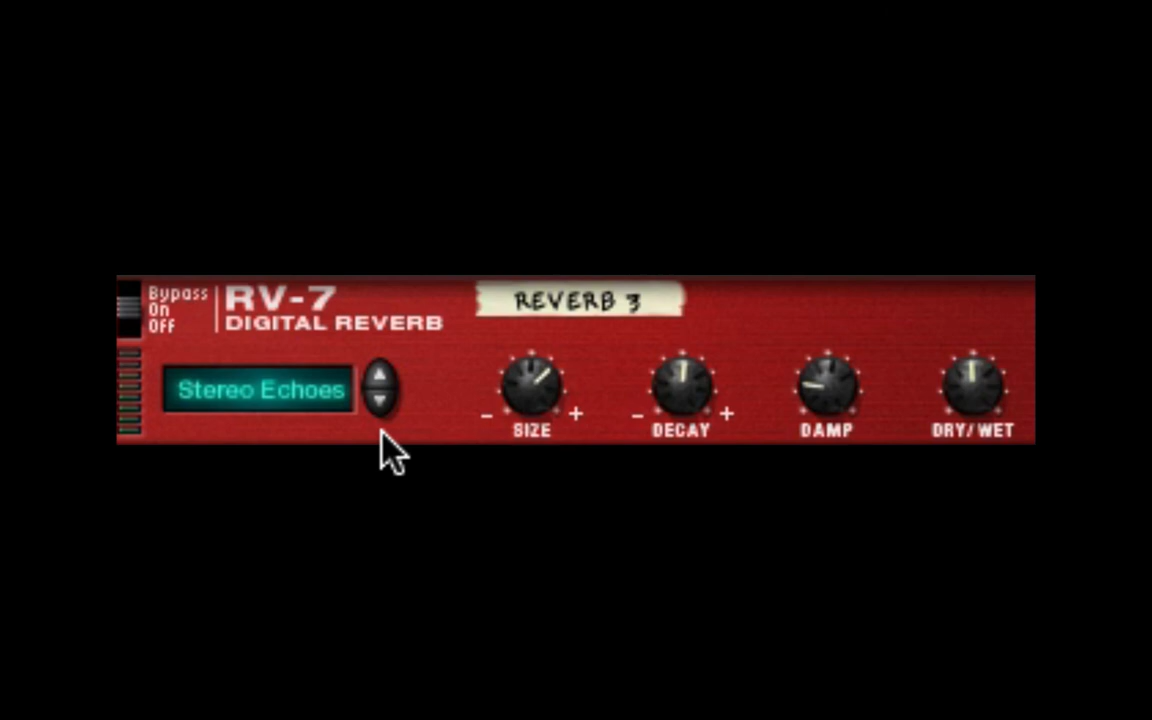 Bypass
On
Off
RV-7
DIGITAL REVERB
REVERB 3
Stereo Echoes
- SIZE +
- DECAY +
DAMP
DRY/WET